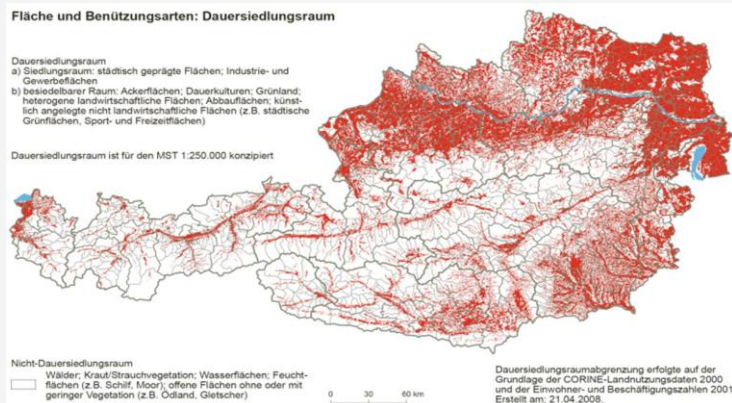 Fläche und Benützungsarten: Dauersiedlungsraum
Dauersiedlungsraum
a) Siedlungsraum: städtisch geprägte Flächen; Industrie- und
Gewerbeflächen
b) besiedelbarer Raum: Ackerflächen; Dauerkulturen; Grünland;
heterogene landwirtschaftliche Flächen; Abbauflächen; künst-
lich angelegte nicht landwirtschaftliche Flächen (z.B. städtische
Grünflächen, Sport- und Freizeitflächen)
Dauersiedlungsraum ist für den MST 1:250.000 konzipiert
Nicht-Dauersiedlungsraum
Wälder; Kraut/Strauchvegetation; Wasserflächen; Feucht-
flächen (z.B. Schilf, Moor); offene Flächen ohne oder mit
geringer Vegetation (z.B. Ödland, Gletscher)
0 30 60 km
Dauersiedlungsraumabgrenzung erfolgte auf der
Grundlage der CORINE-Landnutzungsdaten 2000
und der Einwohner- und Beschäftigungszahlen 2001
Erstellt am: 21.04.2008.